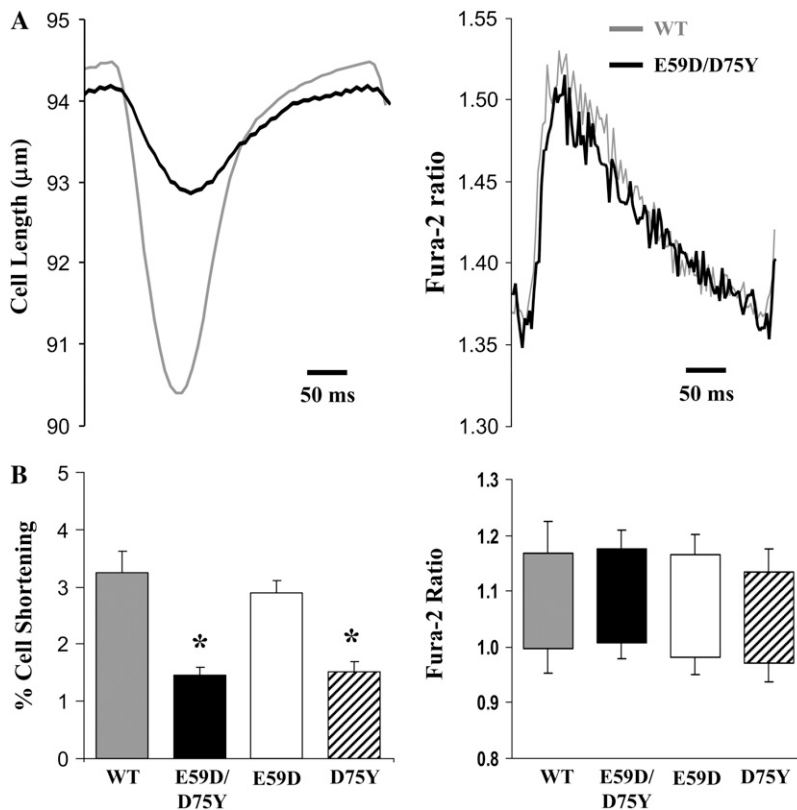 A
95
94
93
92
91
90
Cell Length (μm)
50 ms
1.55
1.50
1.45
1.40
1.35
1.30
Fura-2 ratio
WT
E59D/D75Y
50 ms
B
5
4
3
2
1
0
% Cell Shortening
*
*
WT
E59D/
D75Y
E59D
D75Y
1.3
1.2
1.1
1.0
0.9
0.8
Fura-2 Ratio
WT
E59D/
D75Y
E59D
D75Y